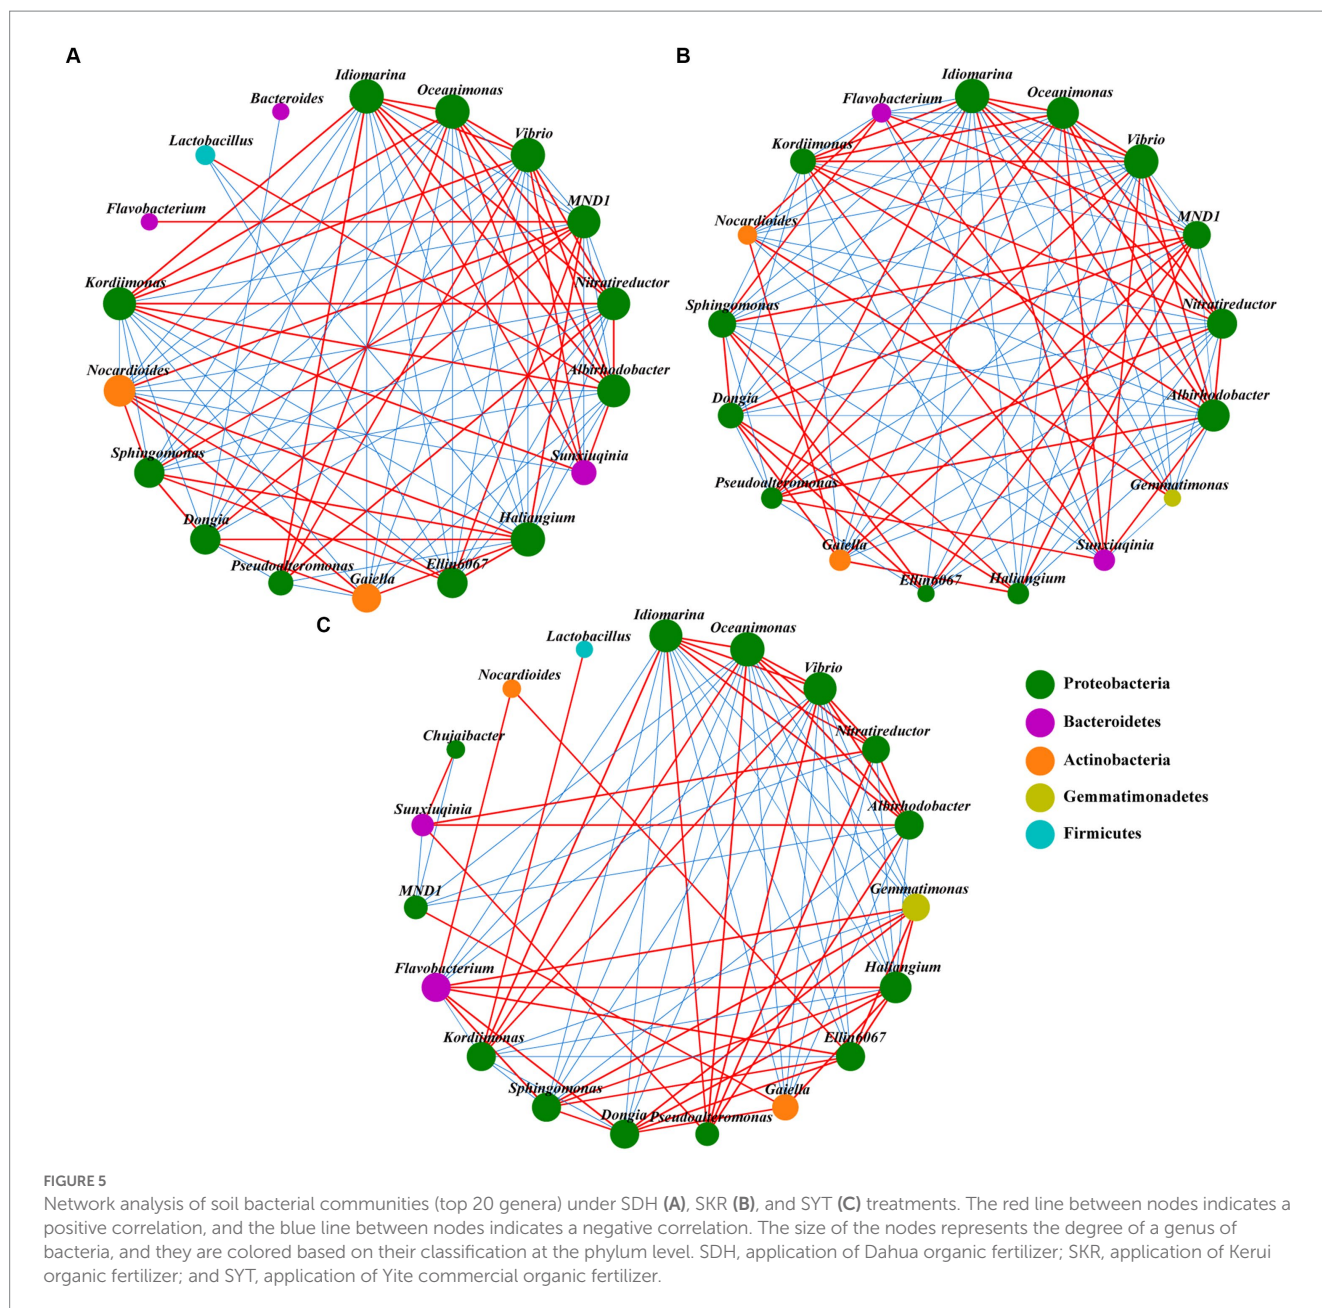 A
Idiomarina
Oceanimonas
Bacteroides
Vibrio
Lactobacillus
MND1
Flavobacterium
Kordiimonas
Nitratireductor
Nocardioides
Albirhodobacter
Sphingomonas
Sunxiuqinia
Dongia
Haliangium
Pseudoalteromonas
Gaiella
Ellin6067
B
Idiomarina
Flavobacterium
Oceanimonas
Kordiimonas
Vibrio
Nocardioides
MND1
Sphingomonas
Nitratireductor
Dongia
Albirhodobacter
Pseudoalteromonas
Gemmatimonas
Gaiella
Sunxiuqinia
Ellin6067
Haliangium
C
Idiomarina
Lactobacillus
Oceanimonas
Nocardioides
Vibrio
Chujaibacter
Nitratireductor
Sunxiuqinia
Albirhodobacter
MND1
Gemmatimonas
Flavobacterium
Haliangium
Kordiimonas
Ellin6067
Sphingomonas
Gaiella
Dongia
Pseudoalteromonas
Proteobacteria
Bacteroidetes
Actinobacteria
Gemmatimonadetes
Firmicutes
FIGURE 5
Network analysis of soil bacterial communities (top 20 genera) under SDH (A), SKR (B), and SYT (C) treatments. The red line between nodes indicates a
positive correlation, and the blue line between nodes indicates a negative correlation. The size of the nodes represents the degree of a genus of
bacteria, and they are colored based on their classification at the phylum level. SDH, application of Dahua organic fertilizer; SKR, application of Kerui
organic fertilizer; and SYT, application of Yite commercial organic fertilizer.